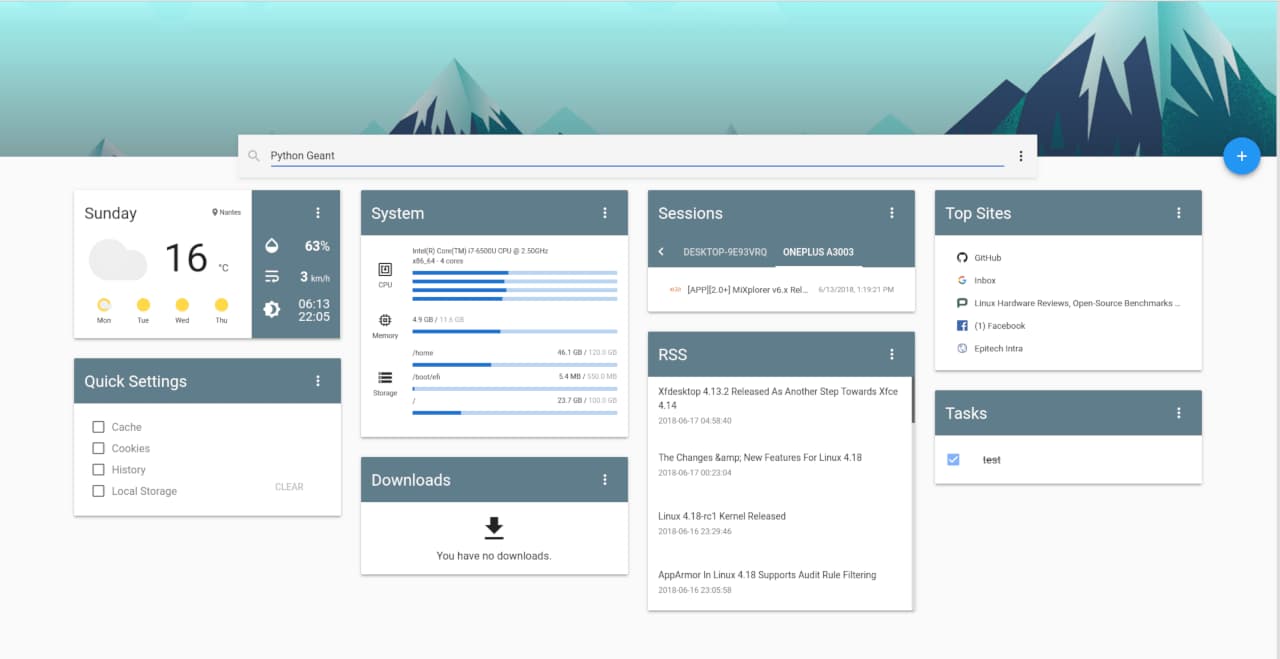 Python Geant
Sunday
Nantes
16 °C
63%
3 km/h
06:13
22:05
Mon Tue Wed Thu
Quick Settings
Cache
Cookies
History
Local Storage
CLEAR
System
Intel(R) Core(TM) i7-6500U CPU @ 2.50GHz
x86_64 - 4 cores
CPU
4.9 GB / 11.6 GB
Memory
/home 46.1 GB / 120.0 GB
/boot/efi 5.4 MB / 550.0 MB
Storage
/ 23.7 GB / 100.0 GB
Downloads
You have no downloads.
Sessions
DESKTOP-9E93VRQ ONEPLUS A3003
[APP][2.0+] MiXplorer v6.x Rel... 6/13/2018, 1:19:21 PM
RSS
Xfdesktop 4.13.2 Released As Another Step Towards Xfce
4.14
2018-06-17 04:58:40
The Changes &amp; New Features For Linux 4.18
2018-06-17 00:23:04
Linux 4.18-rc1 Kernel Released
2018-06-16 23:29:46
AppArmor In Linux 4.18 Supports Audit Rule Filtering
2018-06-16 23:05:58
Top Sites
GitHub
Inbox
Linux Hardware Reviews, Open-Source Benchmarks ...
(1) Facebook
Epitech Intra
Tasks
test